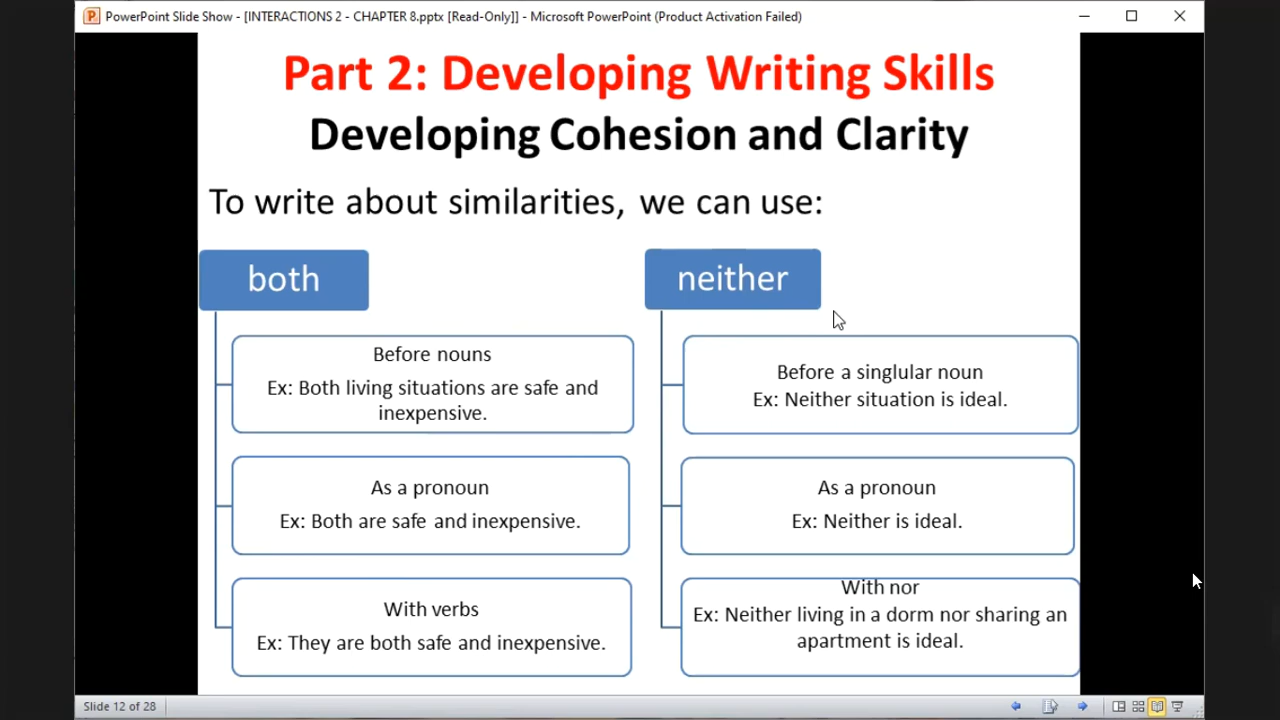 PowerPoint Slide Show - [INTERACTIONS 2 - CHAPTER 8.pptx [Read-Only]] - Microsoft PowerPoint (Product Activation Failed)
Part 2: Developing Writing Skills
Developing Cohesion and Clarity
To write about similarities, we can use:
both
Before nouns
Ex: Both living situations are safe and
inexpensive.
As a pronoun
Ex: Both are safe and inexpensive.
With verbs
Ex: They are both safe and inexpensive.
neither
Before a singlular noun
Ex: Neither situation is ideal.
As a pronoun
Ex: Neither is ideal.
With nor
Ex: Neither living in a dorm nor sharing an
apartment is ideal.
Slide 12 of 28